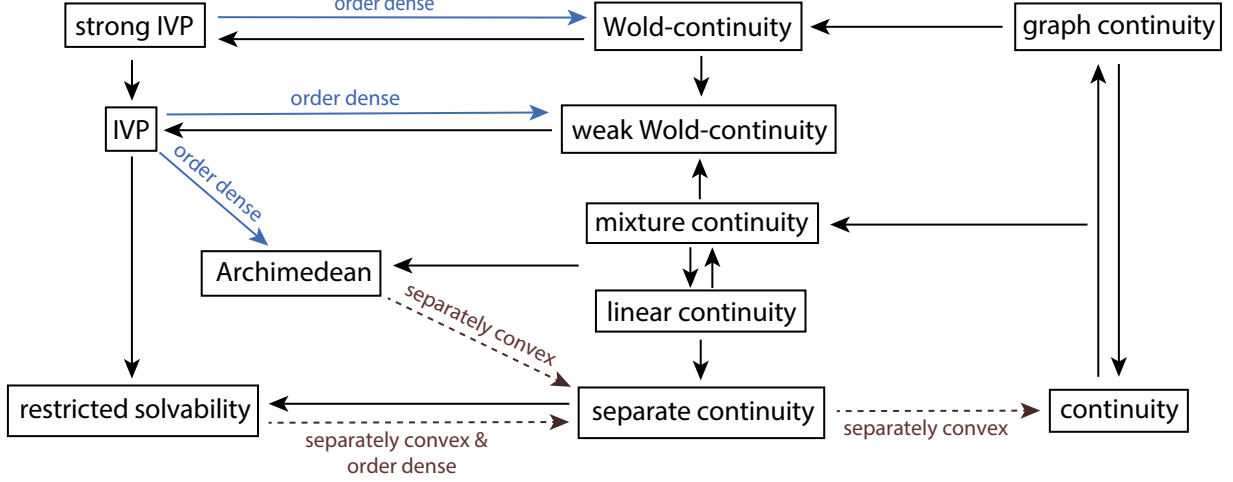 order dense
strong IVP
Wold-continuity
graph continuity
order dense
IVP
weak Wold-continuity
order dense
mixture continuity
Archimedean
separately convex
linear continuity
restricted solvability
separate continuity
continuity
separately convex &
order dense
separately convex